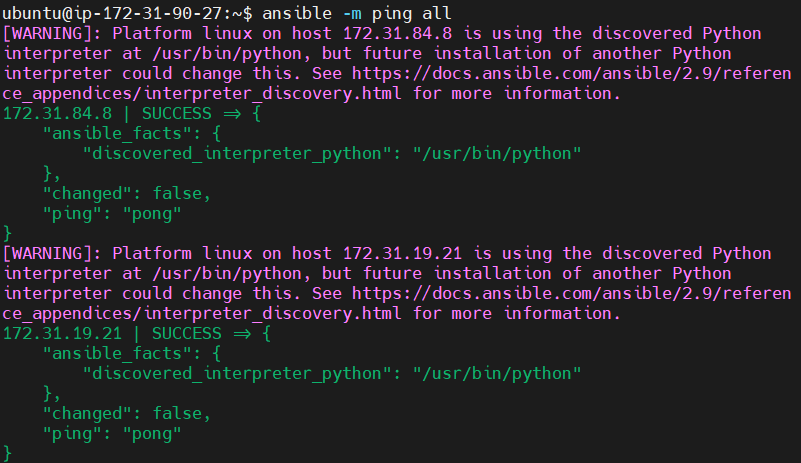 ubuntu@ip-172-31-90-27:~$ ansible -m ping all
[WARNING]: Platform linux on host 172.31.84.8 is using the discovered Python
interpreter at /usr/bin/python, but future installation of another Python
interpreter could change this. See https://docs.ansible.com/ansible/2.9/referen
ce_appendices/interpreter_discovery.html for more information.
172.31.84.8 | SUCCESS => {
    "ansible_facts": {
        "discovered_interpreter_python": "/usr/bin/python"
    },
    "changed": false,
    "ping": "pong"
}
[WARNING]: Platform linux on host 172.31.19.21 is using the discovered Python
interpreter at /usr/bin/python, but future installation of another Python
interpreter could change this. See https://docs.ansible.com/ansible/2.9/referen
ce_appendices/interpreter_discovery.html for more information.
172.31.19.21 | SUCCESS => {
    "ansible_facts": {
        "discovered_interpreter_python": "/usr/bin/python"
    },
    "changed": false,
    "ping": "pong"
}